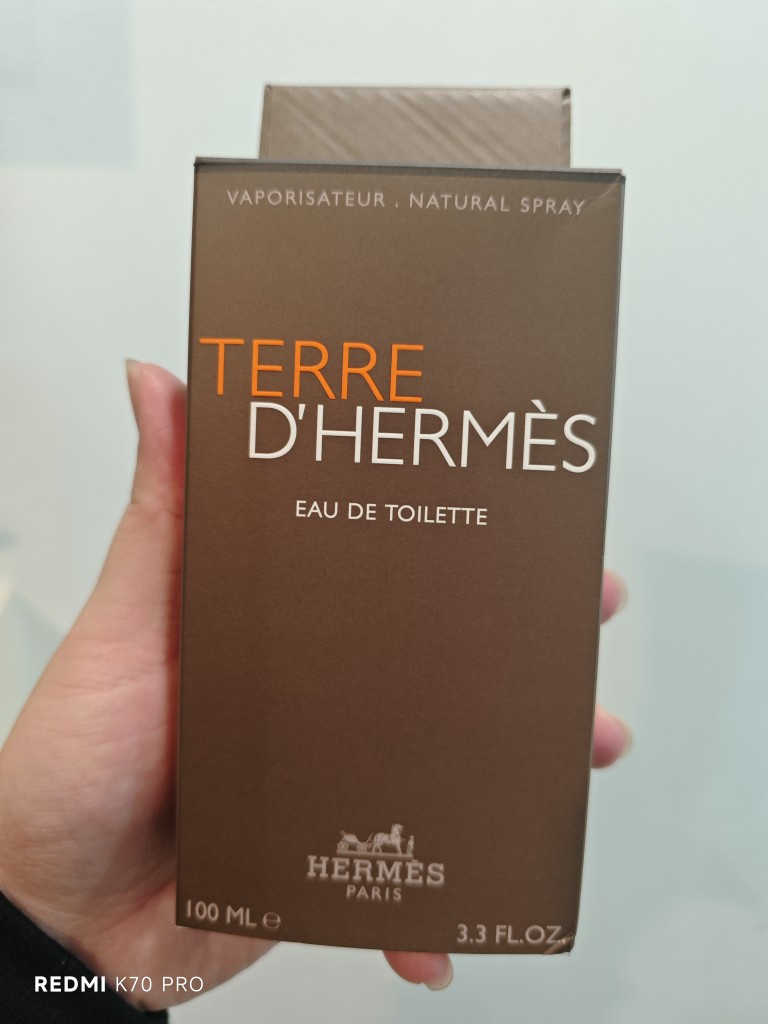 VAPORISATEUR . NATURAL SPRAY
TERRE
D'HERMÈS
EAU DE TOILETTE
HERMÈS
PARIS
100 ML ℮
3.3 FL.OZ.
REDMI K70 PRO